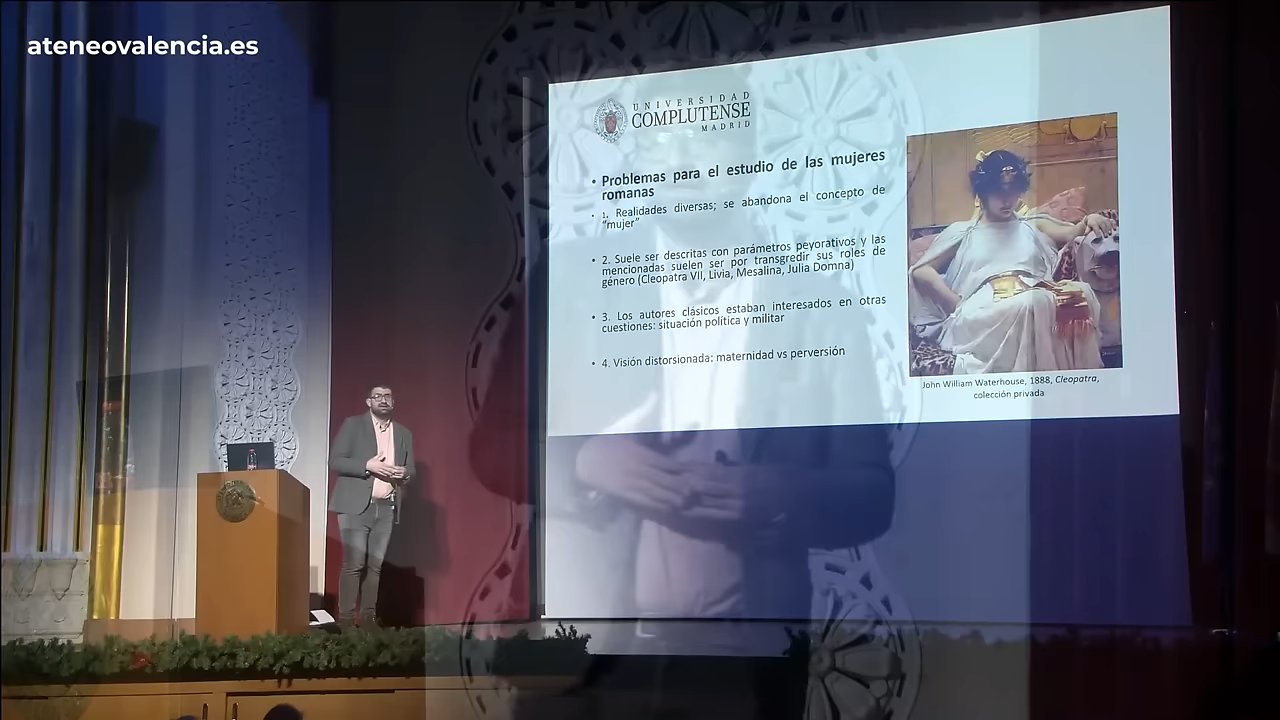 ateneovalencia.es
UNIVERSIDAD
COMPLUTENSE
MADRID
• Problemas para el estudio de las mujeres
romanas
• 1. Realidades diversas; se abandona el concepto de
“mujer”
• 2. Suele ser descritas con parámetros peyorativos y las
mencionadas suelen ser por transgredir sus roles de
género (Cleopatra VII, Livia, Mesalina, Julia Domna)
• 3. Los autores clásicos estaban interesados en otras
cuestiones: situación política y militar
• 4. Visión distorsionada: maternidad vs perversión
John William Waterhouse, 1888, Cleopatra,
colección privada